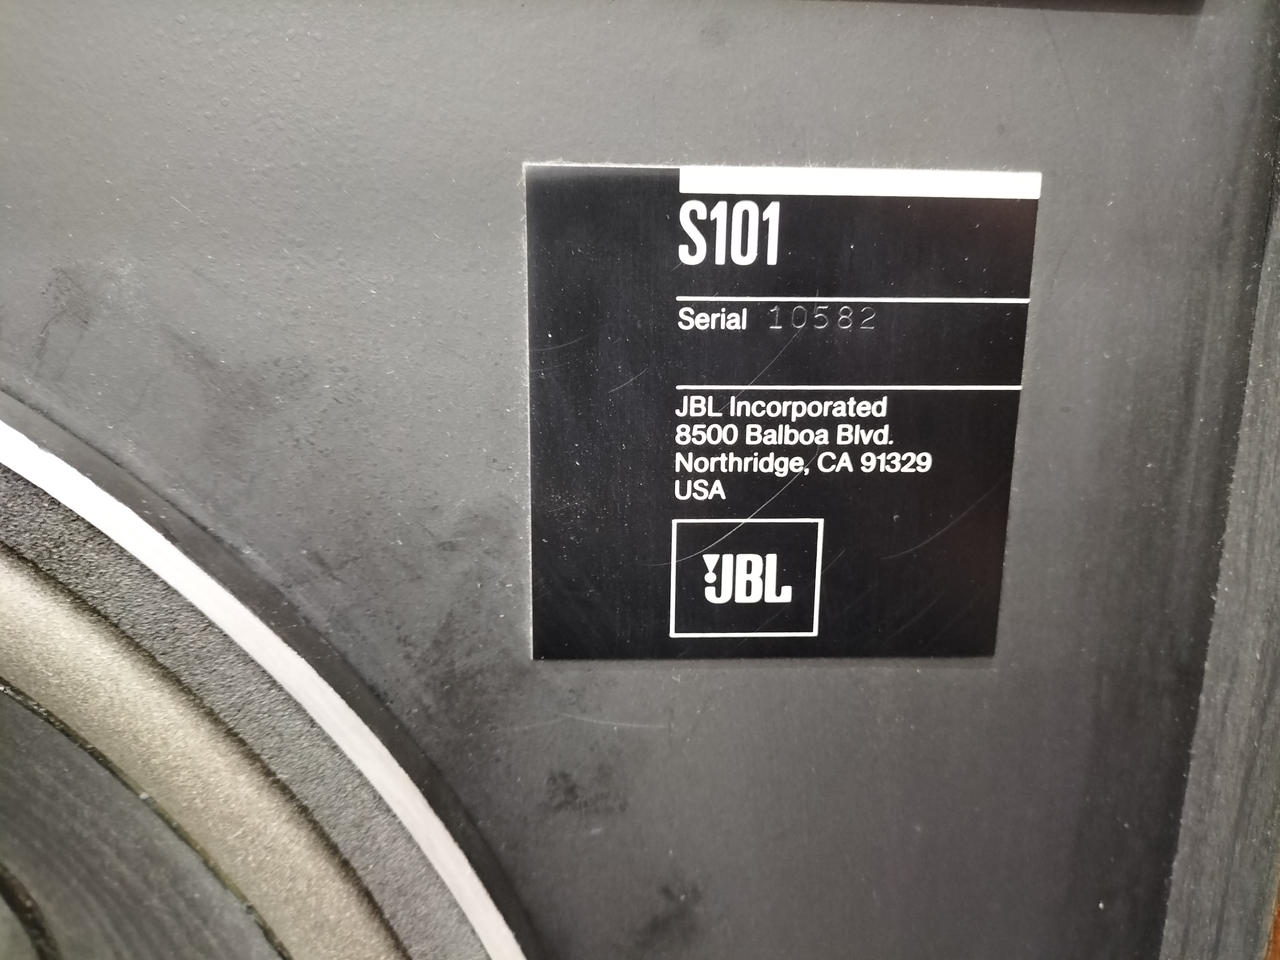 S101
Serial 10582
JBL Incorporated
8500 Balboa Blvd.
Northridge, CA 91329
USA
JBL